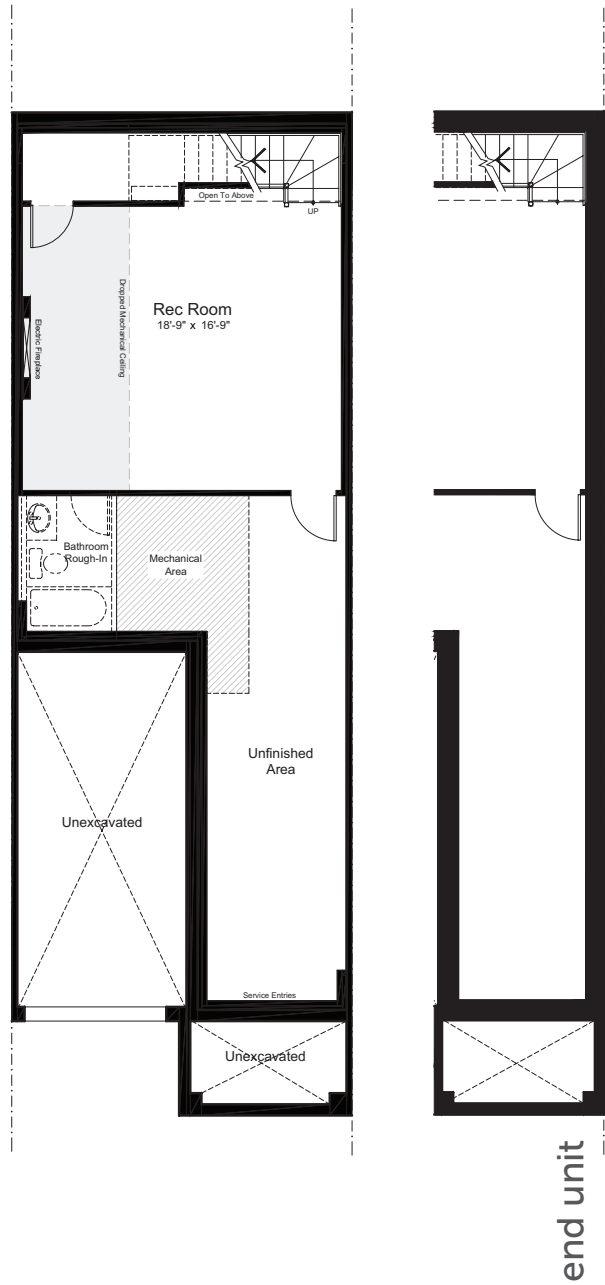 Open To Above
UP
Rec Room
18'-9" x 16'-9"
Dropped Mechanical Ceiling
Electric Fireplace
Bathroom
Rough-In
Mechanical
Area
Unfinished
Area
Unexcavated
Service Entries
Unexcavated
end unit